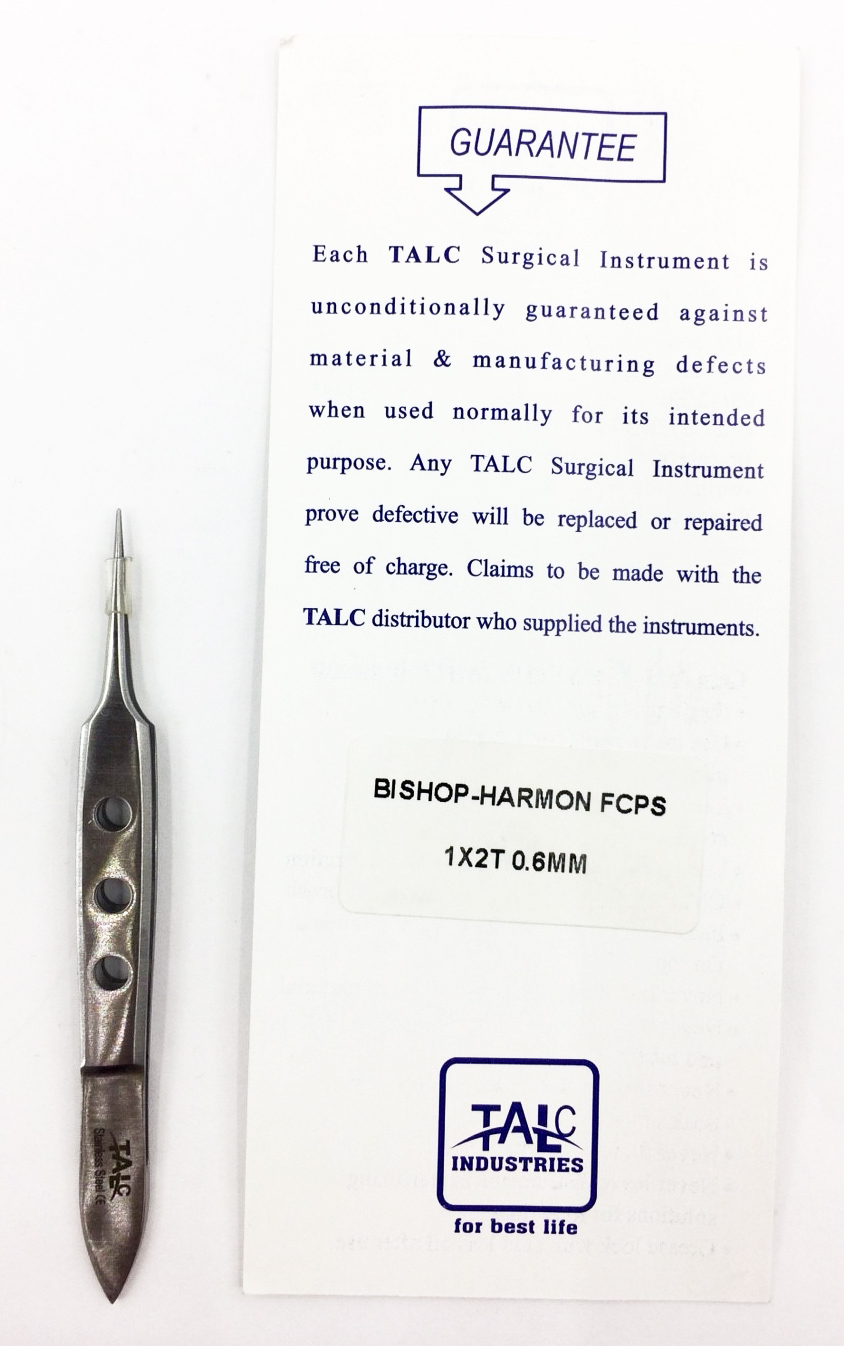 GUARANTEE
Each TALC Surgical Instrument is
unconditionally guaranteed against
material & manufacturing defects
when used normally for its intended
purpose. Any TALC Surgical Instrument
prove defective will be replaced or repaired
free of charge. Claims to be made with the
TALC distributor who supplied the instruments.
BISHOP-HARMON FCPS
1X2T 0.6MM
TALC
INDUSTRIES
for best life
TALC
Stainless Steel CE